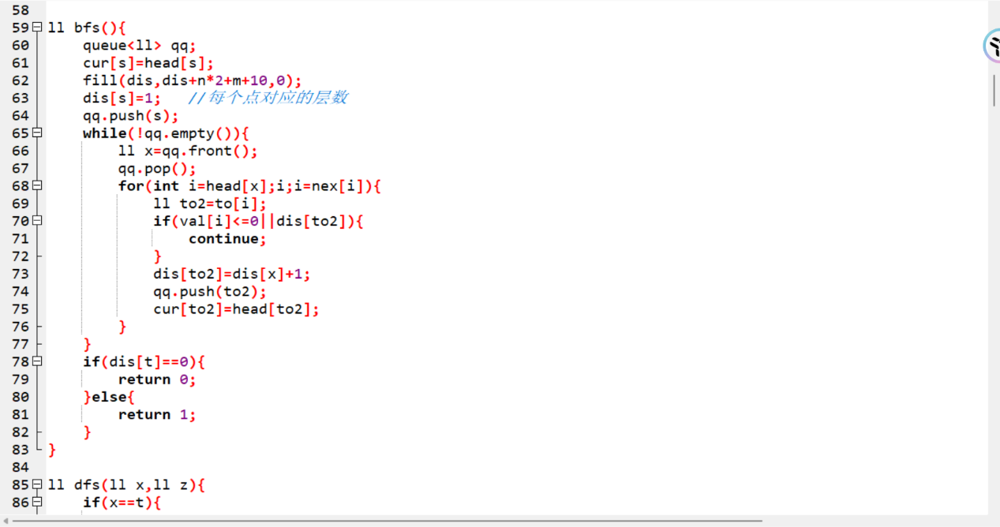 58
59 ll bfs(){
60 queue<ll> qq;
61 cur[s]=head[s];
62 fill(dis,dis+n*2+m+10,0);
63 dis[s]=1; //每个点对应的层数
64 qq.push(s);
65 while(!qq.empty()){
66 ll x=qq.front();
67 qq.pop();
68 for(int i=head[x];i;i=nex[i]){
69 ll to2=to[i];
70 if(val[i]<=0||dis[to2]){
71 continue;
72 }
73 dis[to2]=dis[x]+1;
74 qq.push(to2);
75 cur[to2]=head[to2];
76 }
77 }
78 if(dis[t]==0){
79 return 0;
80 }else{
81 return 1;
82 }
83 }
84
85 ll dfs(ll x,ll z){
86 if(x==t){